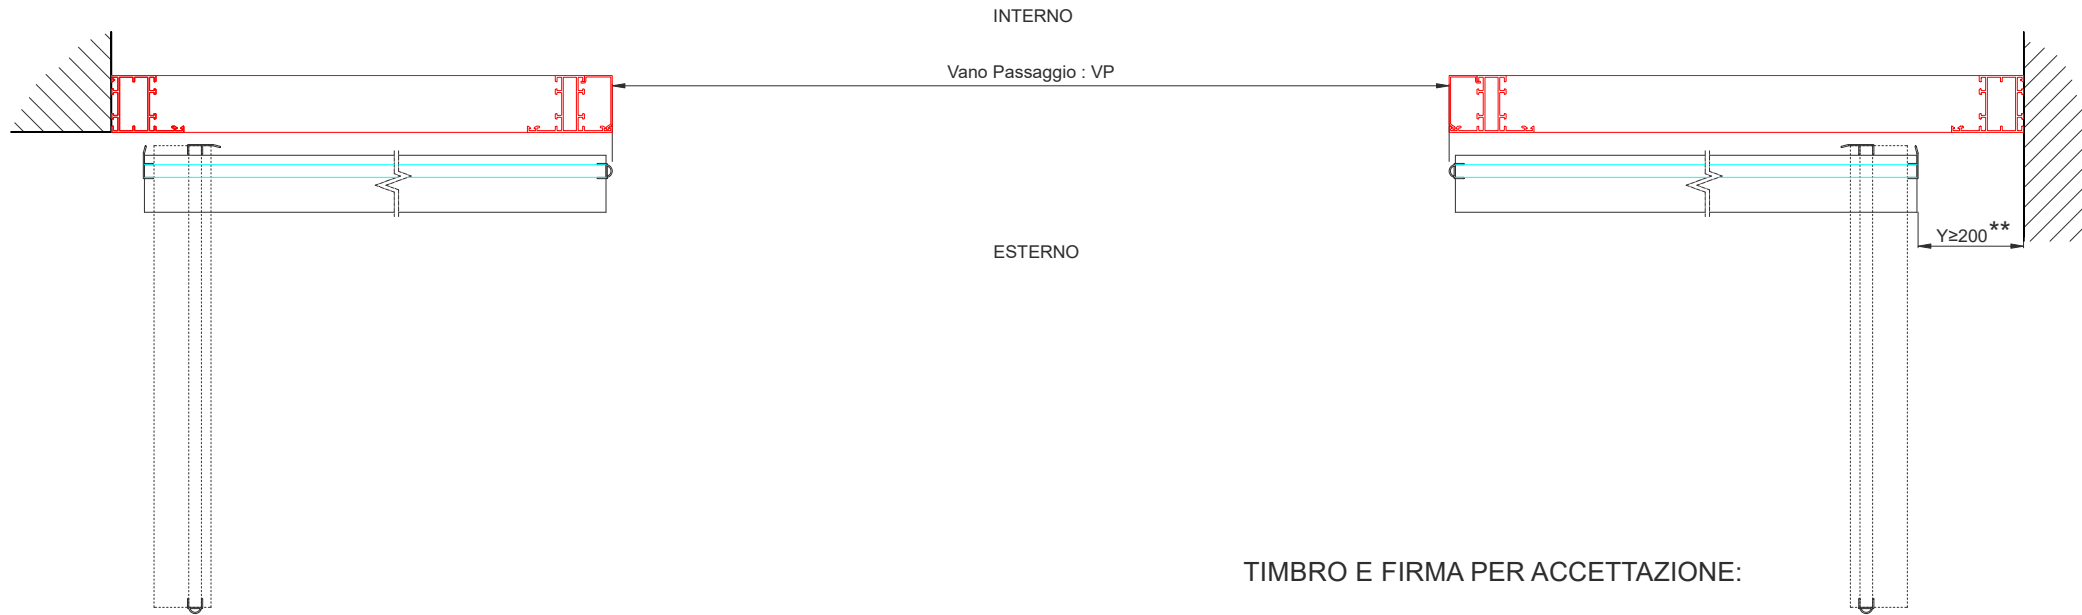 INTERNO
Vano Passaggio : VP
Y≥200**
ESTERNO
TIMBRO E FIRMA PER ACCETTAZIONE: